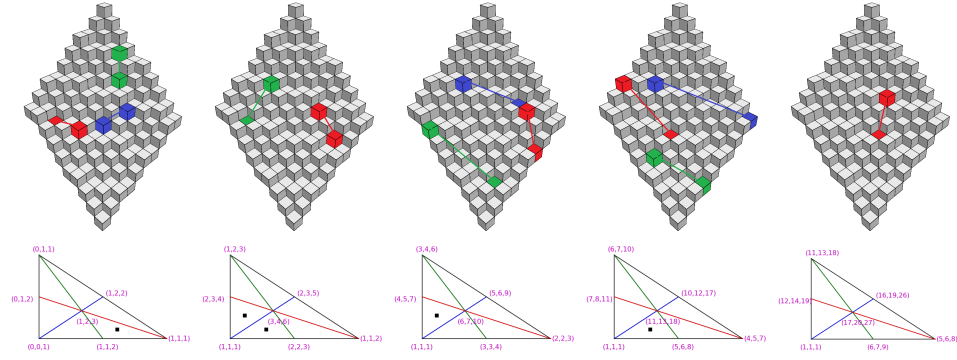 (0,1,1) (1,2,3) (3,4,6) (6,7,10) (11,13,18)
(0,1,2) (1,2,2) (2,3,4) (2,3,5) (4,5,7) (5,6,9) (7,8,11) (10,12,17) (12,14,19) (16,19,26)
(1,2,3) (3,4,6) (6,7,10) (11,13,18) (17,20,27)
(0,0,1) (1,1,2) (1,1,1) (1,1,1) (2,2,3) (1,1,2) (1,1,1) (3,3,4) (2,2,3) (1,1,1) (5,6,8) (4,5,7) (1,1,1) (6,7,9) (5,6,8)